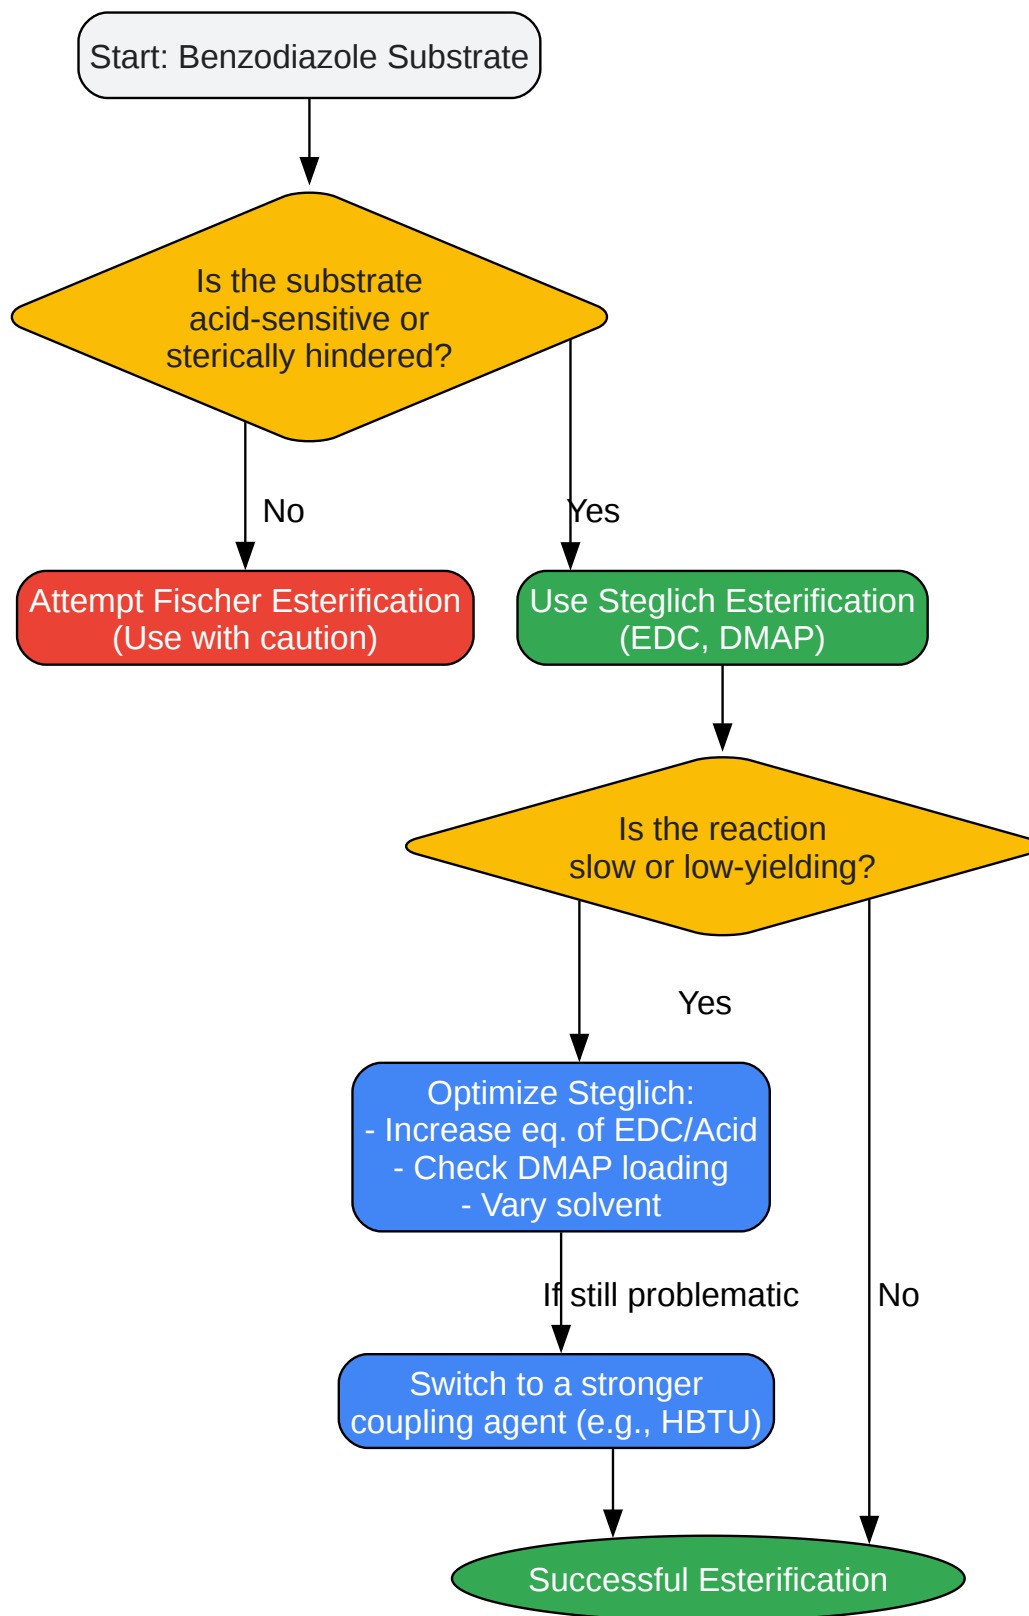 Start: Benzodiazole Substrate
Is the substrate
acid-sensitive or
sterically hindered?
No
Yes
Attempt Fischer Esterification
(Use with caution)
Use Steglich Esterification
(EDC, DMAP)
Is the reaction
slow or low-yielding?
Yes
Optimize Steglich:
- Increase eq. of EDC/Acid
- Check DMAP loading
- Vary solvent
If still problematic
No
Switch to a stronger
coupling agent (e.g., HBTU)
Successful Esterification